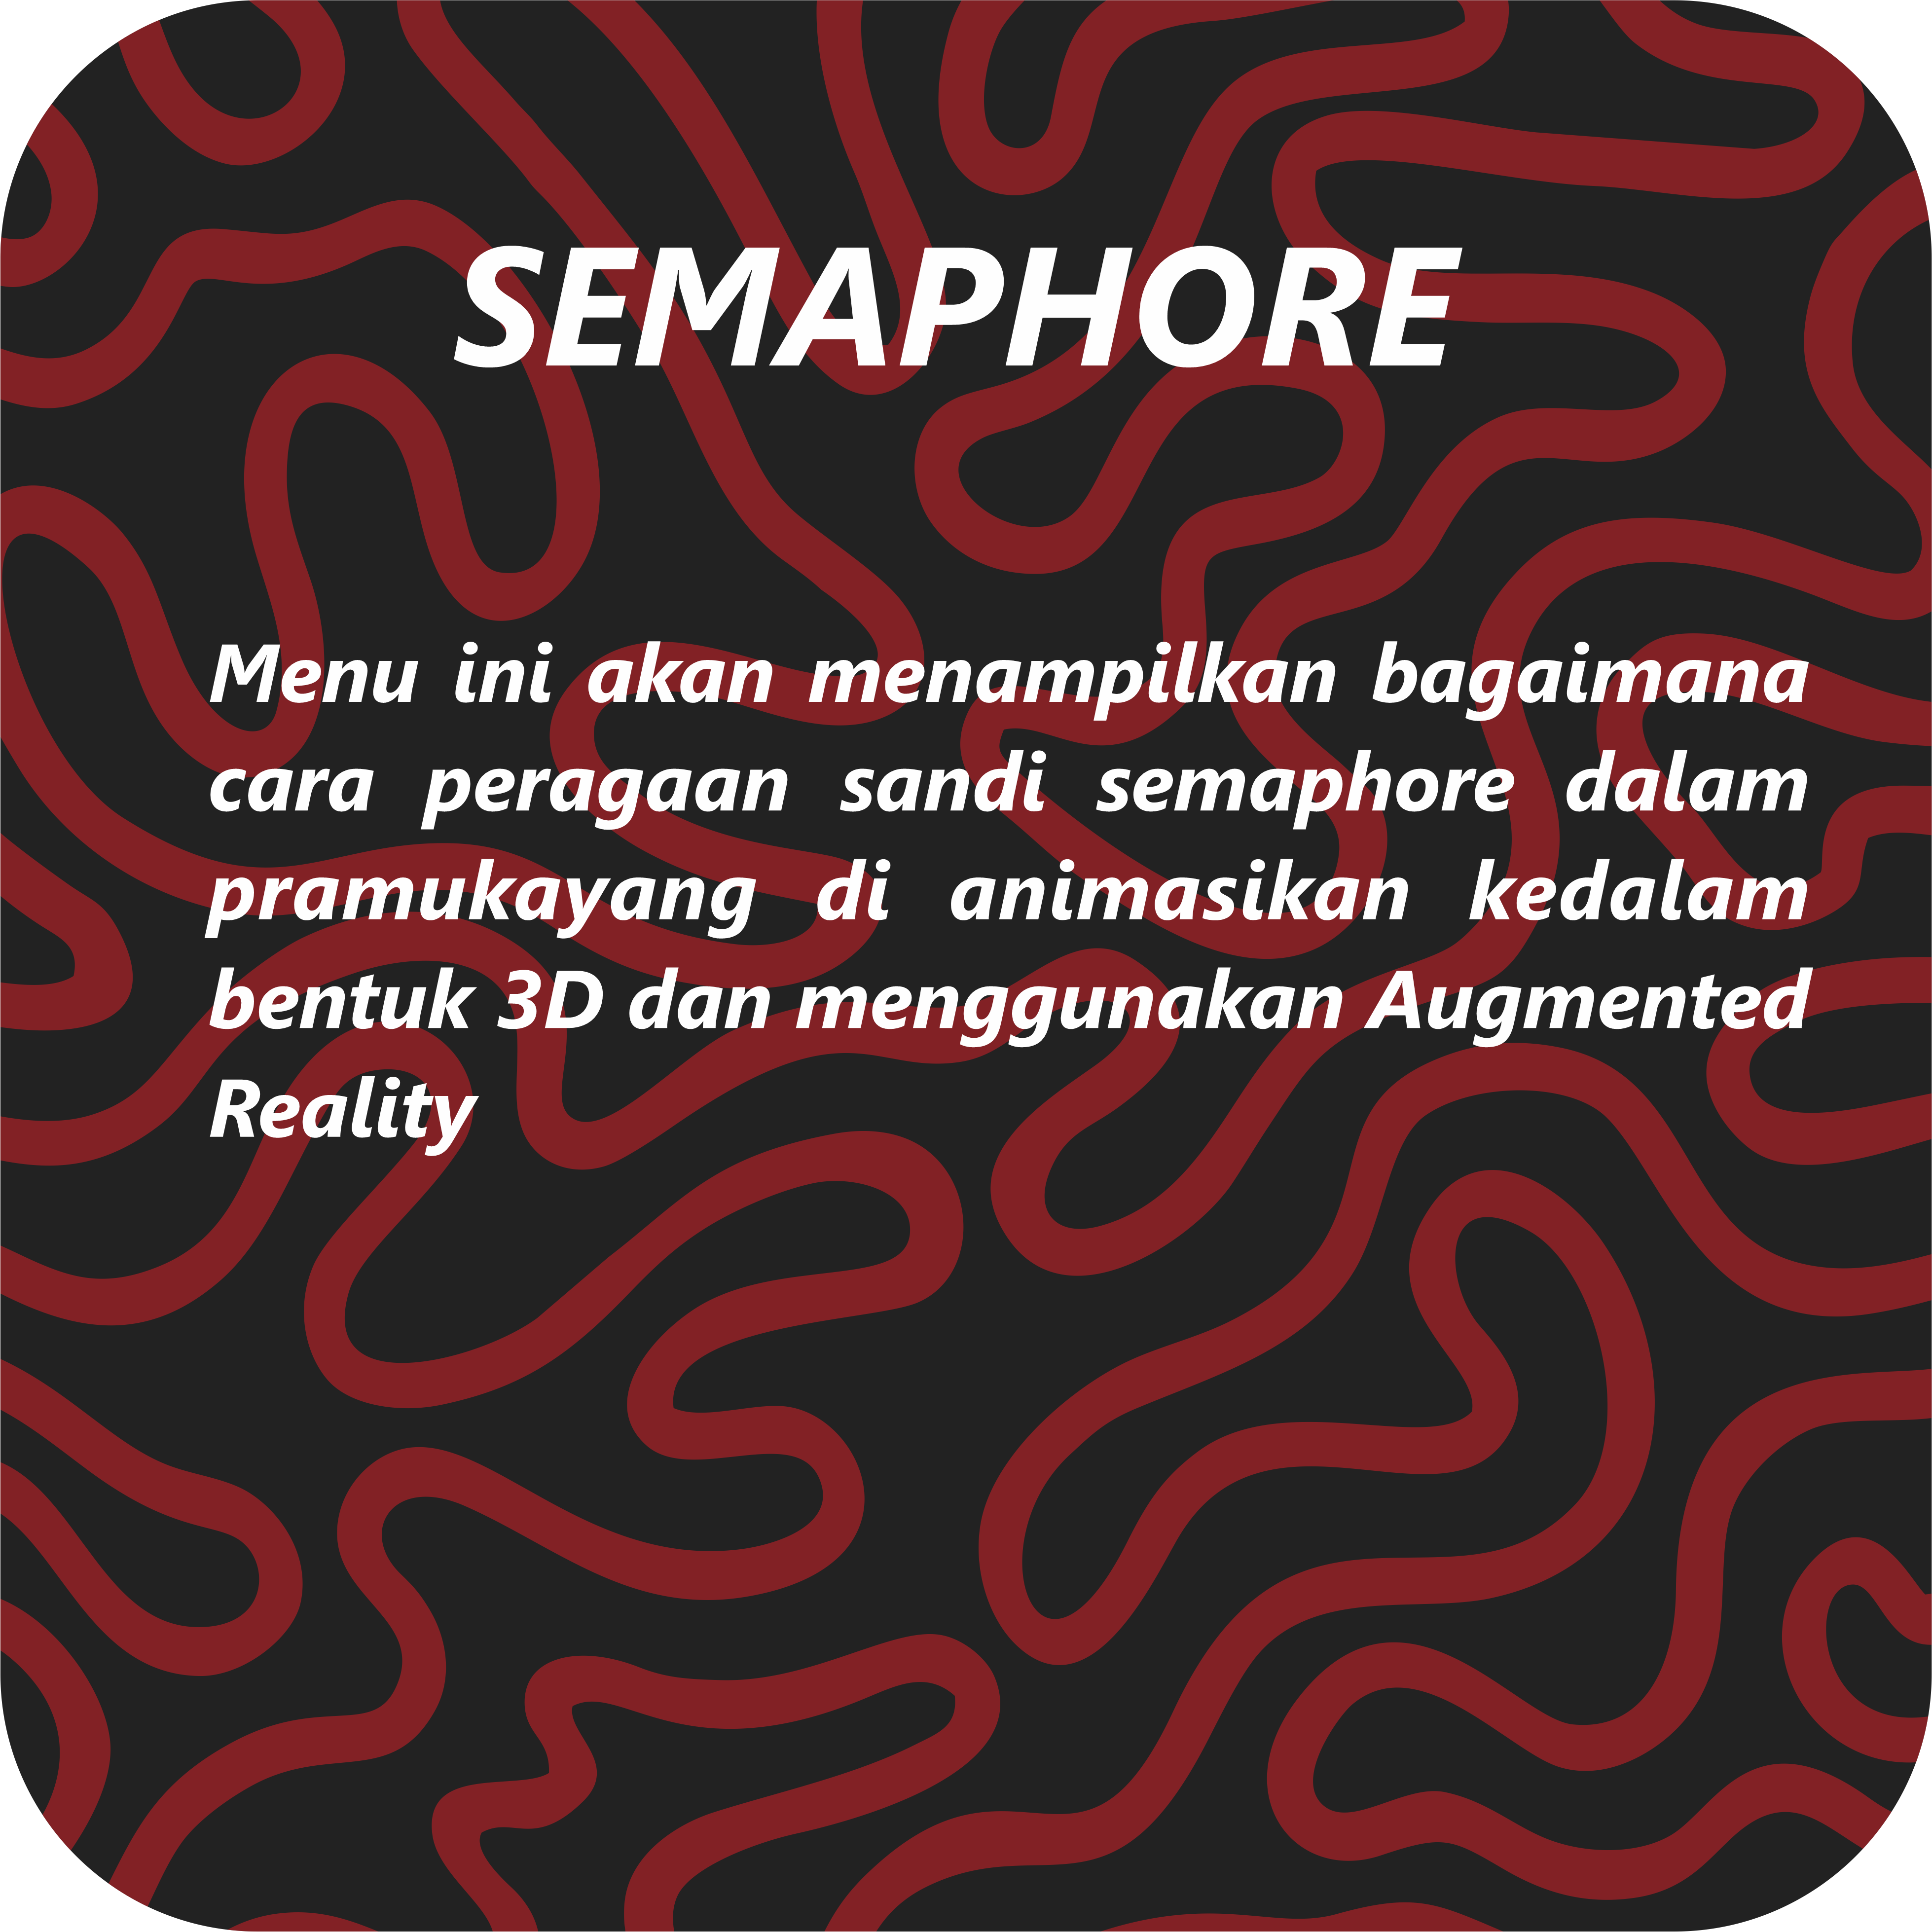 SEMAPHORE
Menu ini akan menampilkan bagaimana
cara peragaan sandi semaphore dalam
pramukayang di animasikan kedalam
bentuk 3D dan menggunakan Augmented
Reality